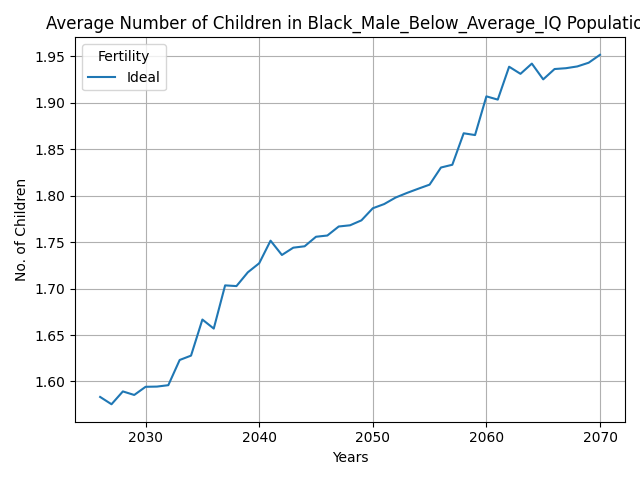 Average Number of Children in Black_Male_Below_Average_IQ Populatio
Fertility
Ideal
1.95
1.90
1.85
1.80
1.75
1.70
1.65
1.60
No. of Children
2030 2040 2050 2060 2070
Years